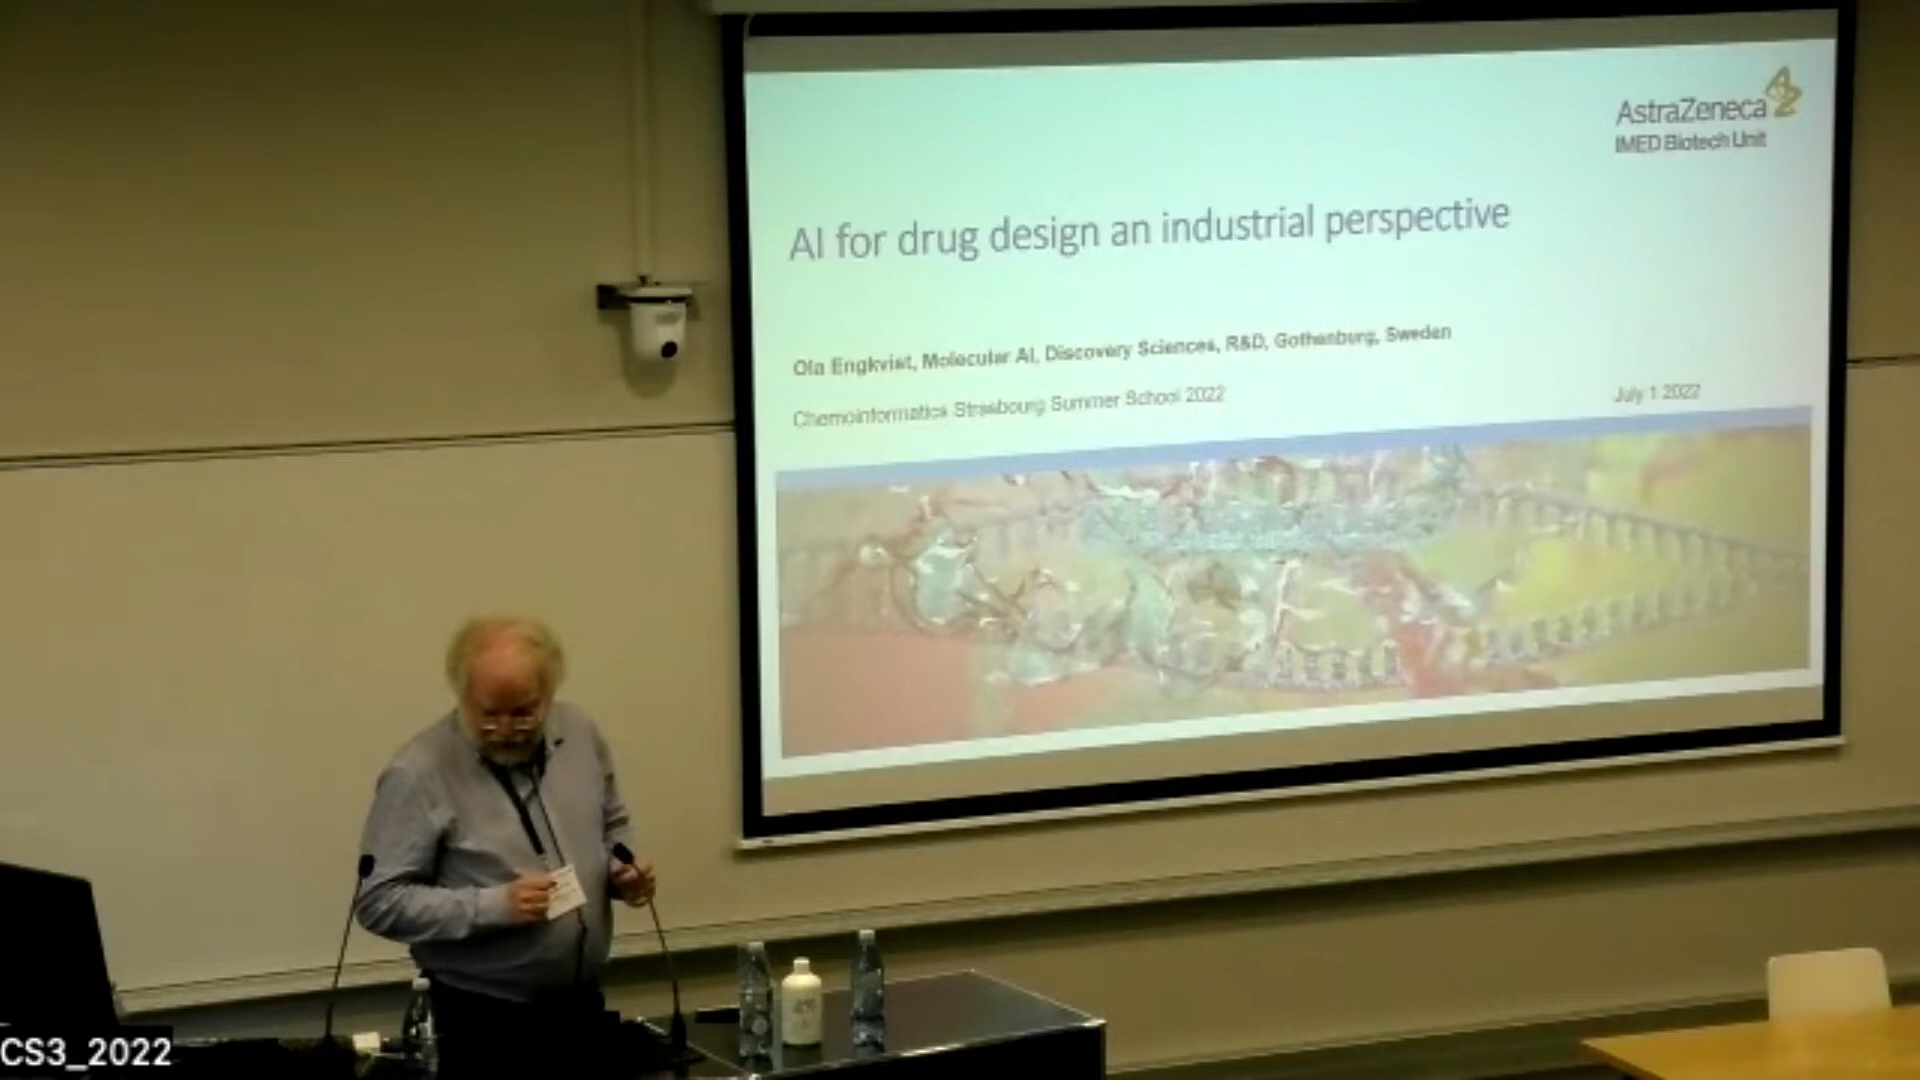 AstraZeneca
IMED Biotech Unit
AI for drug design an industrial perspective
Ola Engkvist, Molecular AI, Discovery Sciences, R&D, Gothenburg, Sweden
Chemoinformatics Strasbourg Summer School 2022
July 1 2022
CS3_2022